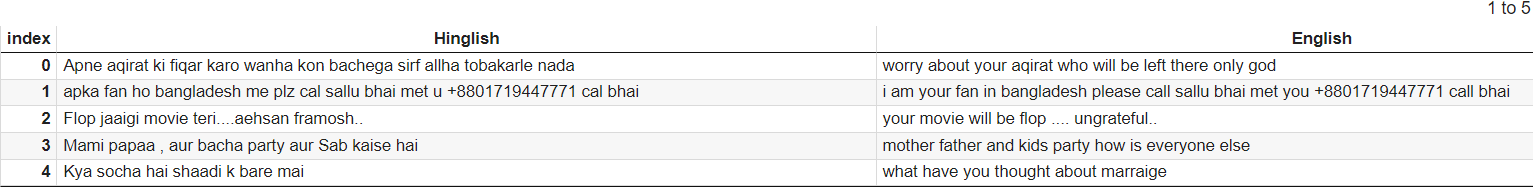 1 to 5
index Hinglish English
0 Apne aqirat ki fiqar karo wanha kon bachega sirf allha tobakarle nada worry about your aqirat who will be left there only god
1 apka fan ho bangladesh me plz cal sallu bhai met u +8801719447771 cal bhai i am your fan in bangladesh please call sallu bhai met you +8801719447771 call bhai
2 Flop jaaigi movie teri....aehsan framosh.. your movie will be flop .... ungrateful..
3 Mami papaa , aur bacha party aur Sab kaise hai mother father and kids party how is everyone else
4 Kya socha hai shaadi k bare mai what have you thought about marraige